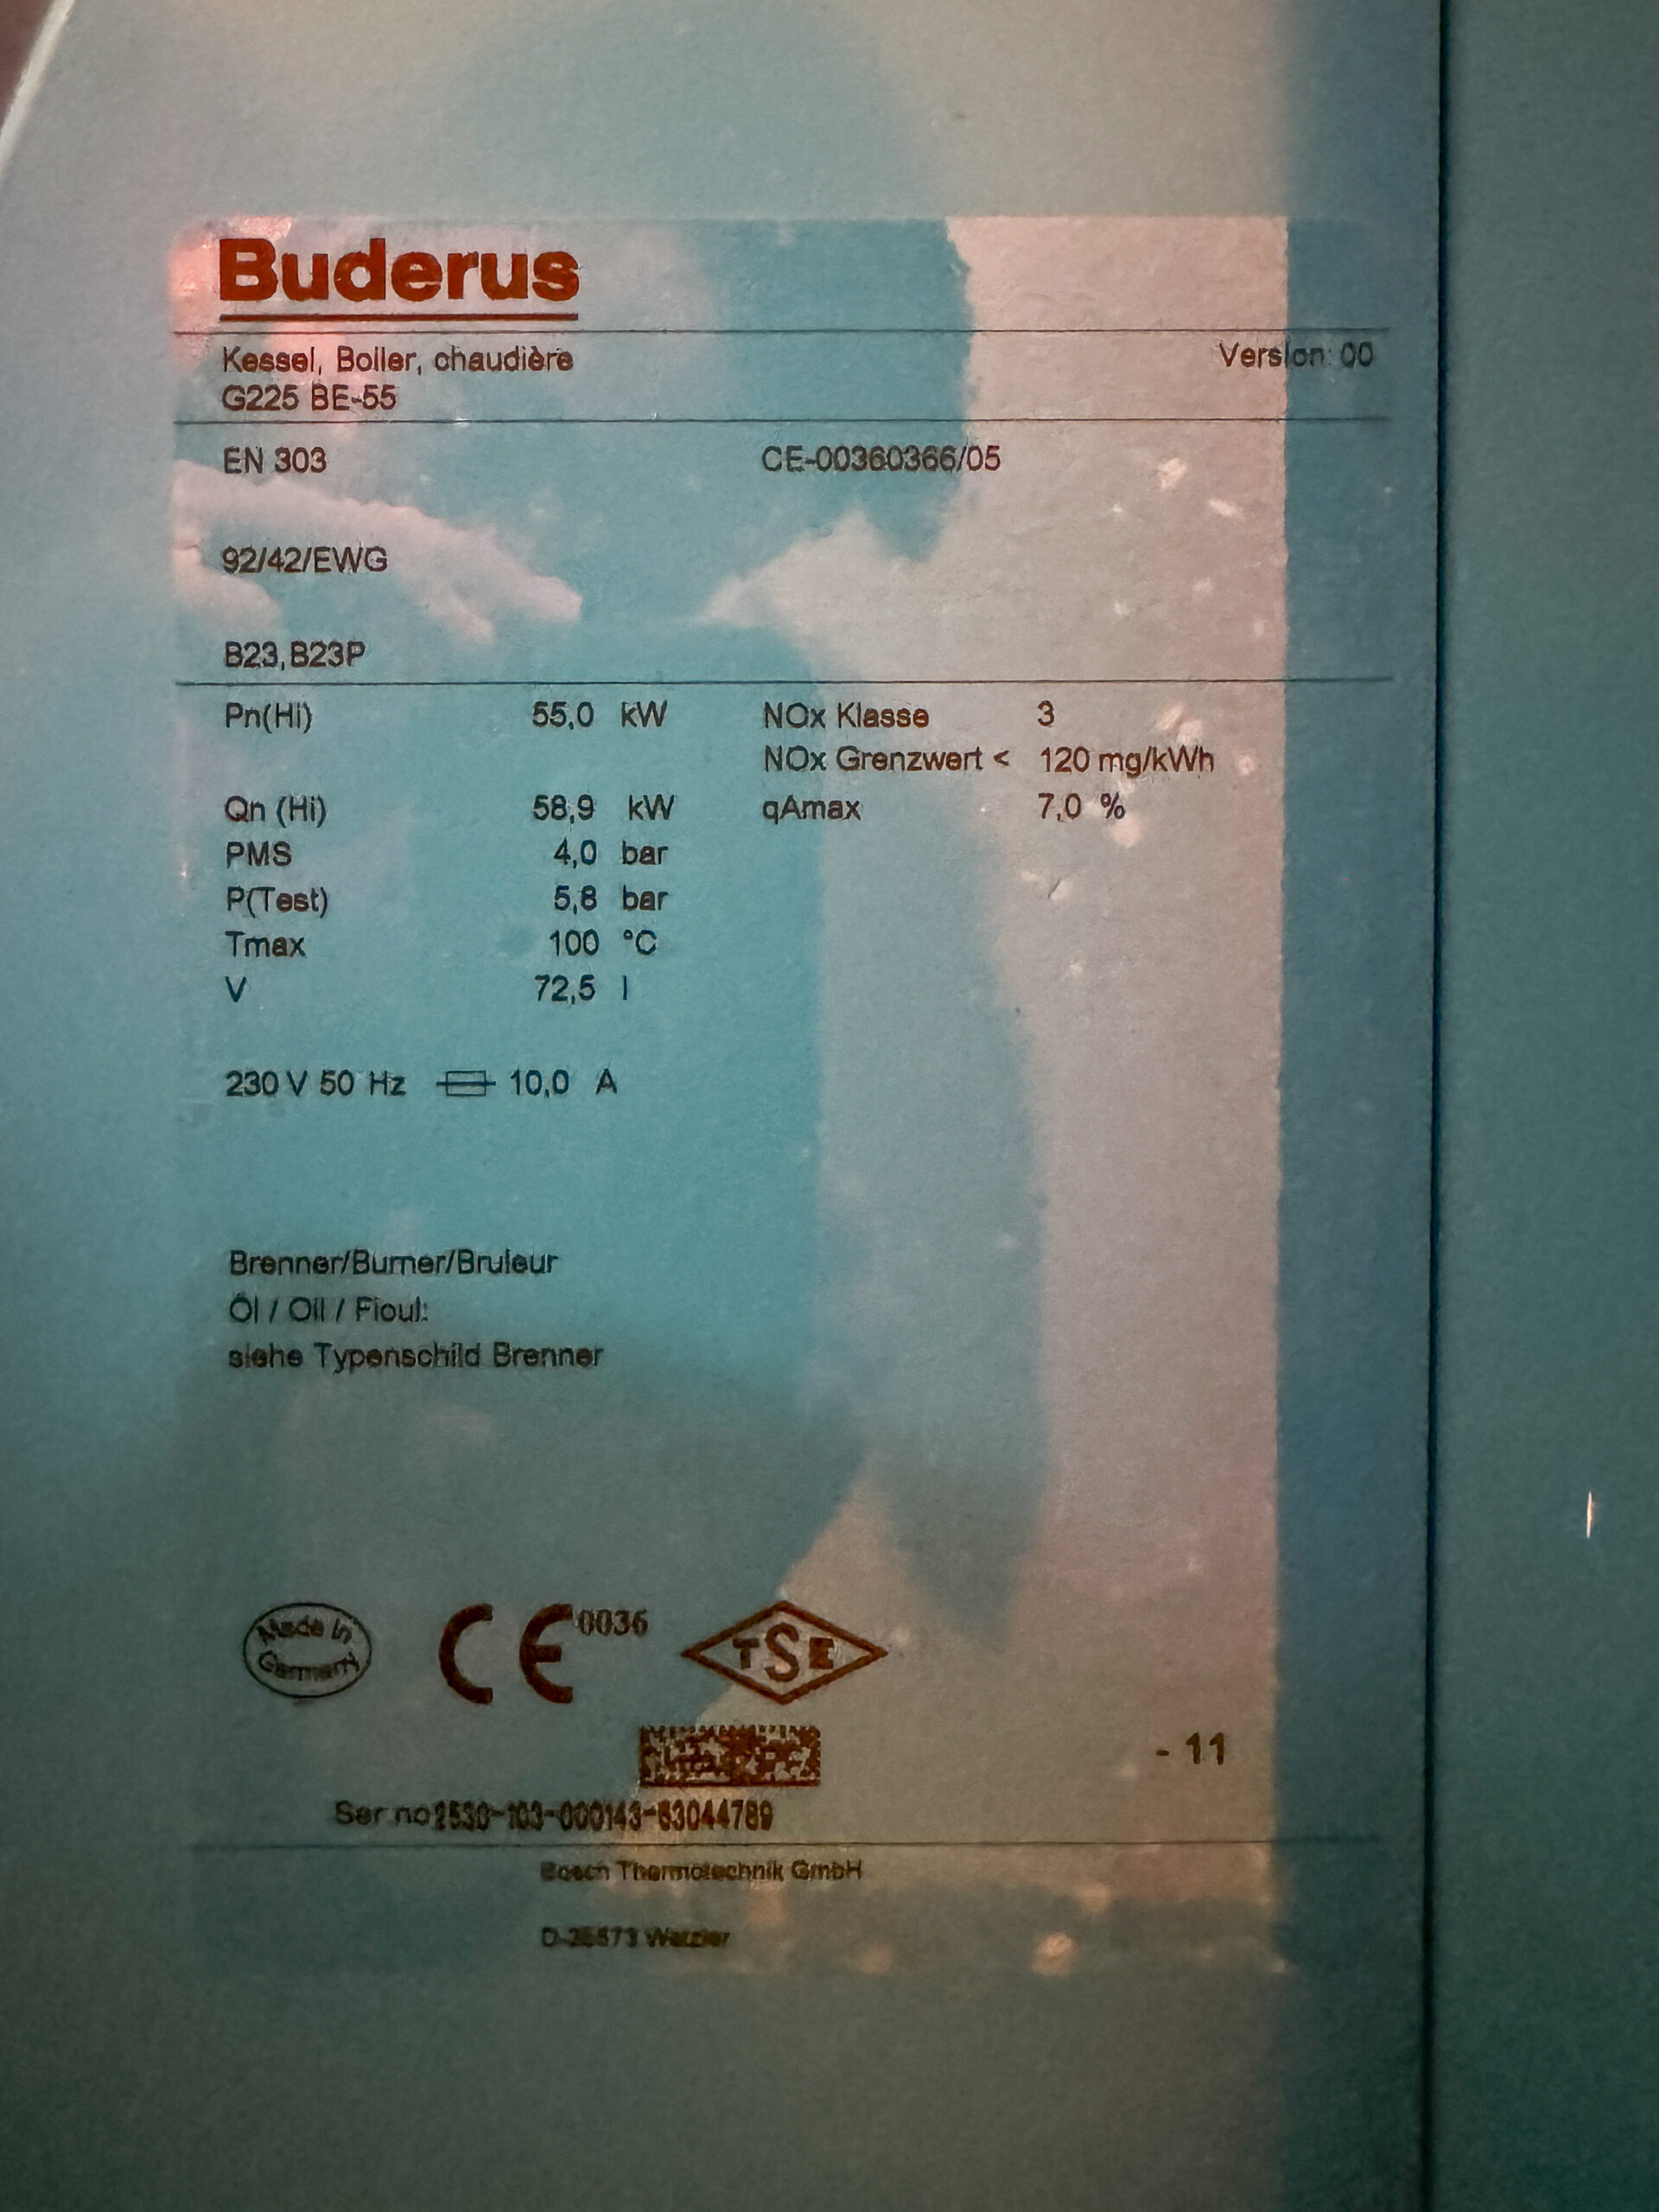 Buderus
Kessel, Boiler, chaudière
Version: 00
G225 BE-55
EN 303
CE-00360366/05
92/42/EWG
B23, B23P
Pn(Hi) 55,0 kW NOx Klasse 3
NOx Grenzwert < 120 mg/kWh
Qn (Hi) 58,9 kW qAmax 7,0 %
PMS 4,0 bar
P(Test) 5,8 bar
Tmax 100 °C
V 72,5 l
230 V 50 Hz 10,0 A
Brenner/Burner/Bruleur
Öl / Oil / Fioul:
siehe Typenschild Brenner
Made in
Germany
CE 0036
TSE
- 11
Ser no
Bosch Thermotechnik GmbH
Wetzlar